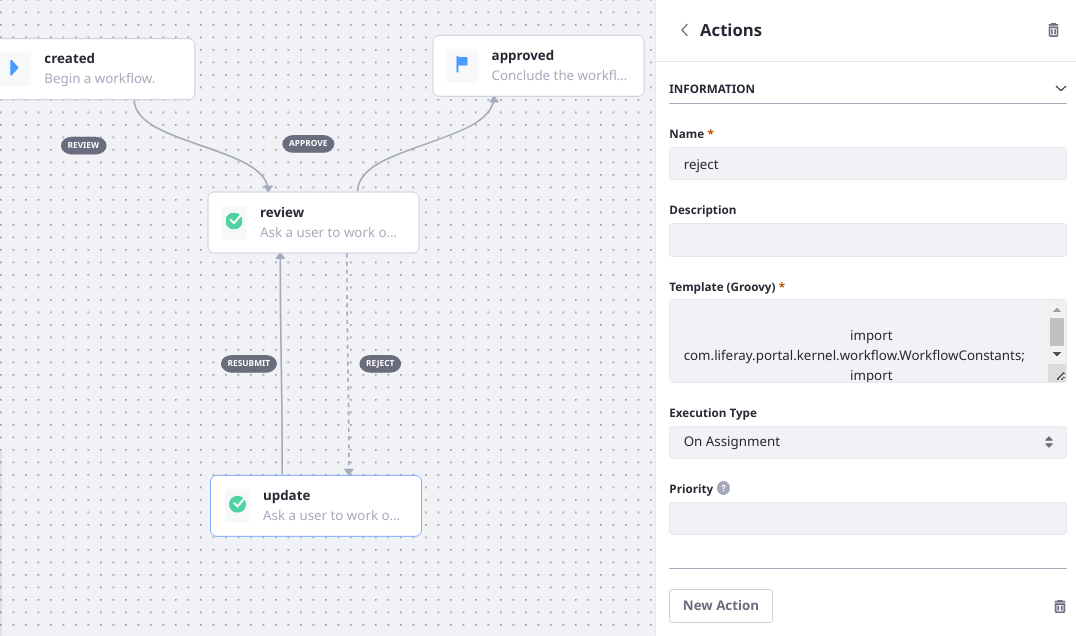 created
Begin a workflow.
approved
Conclude the workfl...
REVIEW
APPROVE
review
Ask a user to work o...
RESUBMIT
REJECT
update
Ask a user to work o...
Actions
INFORMATION
Name *
reject
Description
Template (Groovy) *
import
com.liferay.portal.kernel.workflow.WorkflowConstants;
import
Execution Type
On Assignment
Priority ?
New Action